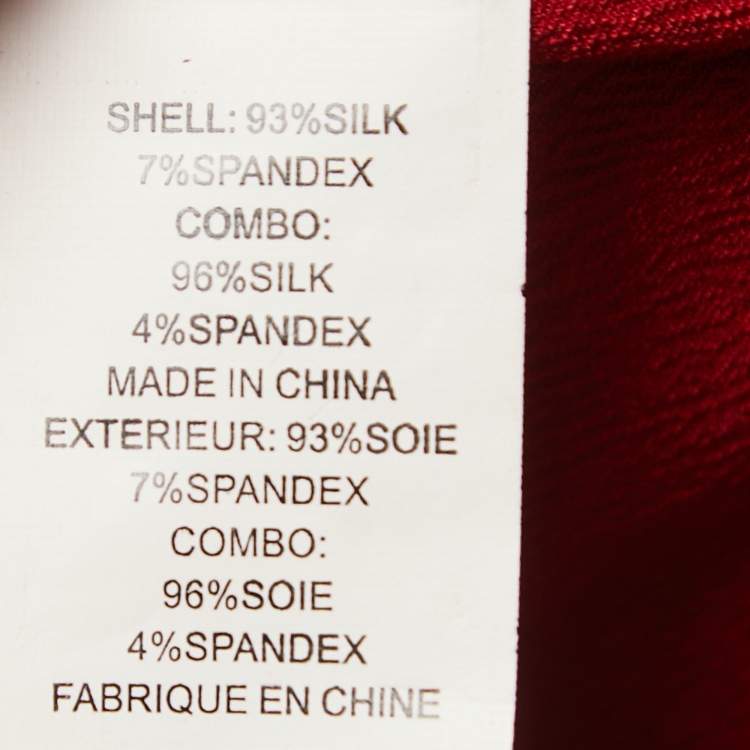 SHELL: 93%SILK
7%SPANDEX
COMBO:
96%SILK
4%SPANDEX
MADE IN CHINA
EXTERIEUR: 93%SOIE
7%SPANDEX
COMBO:
96%SOIE
4%SPANDEX
FABRIQUE EN CHINE